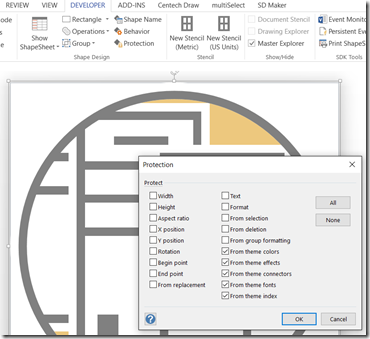 REVIEW VIEW DEVELOPER ADD-INS Centech Draw multiSelect SD Maker
Rectangle Shape Name Document Stencil Event Monitor
Show ShapeSheet Operations Behavior New Stencil (Metric) New Stencil (US Units) Drawing Explorer Persistent Eve
Group Protection Master Explorer Print ShapeS
Shape Design Stencil Show/Hide SDK Tools
Protection
Protect
Width
Height
Aspect ratio
X position
Y position
Rotation
Begin point
End point
From replacement
Text
Format
From selection
From deletion
From group formatting
From theme colors
From theme effects
From theme connectors
From theme fonts
From theme index
All
None
OK
Cancel